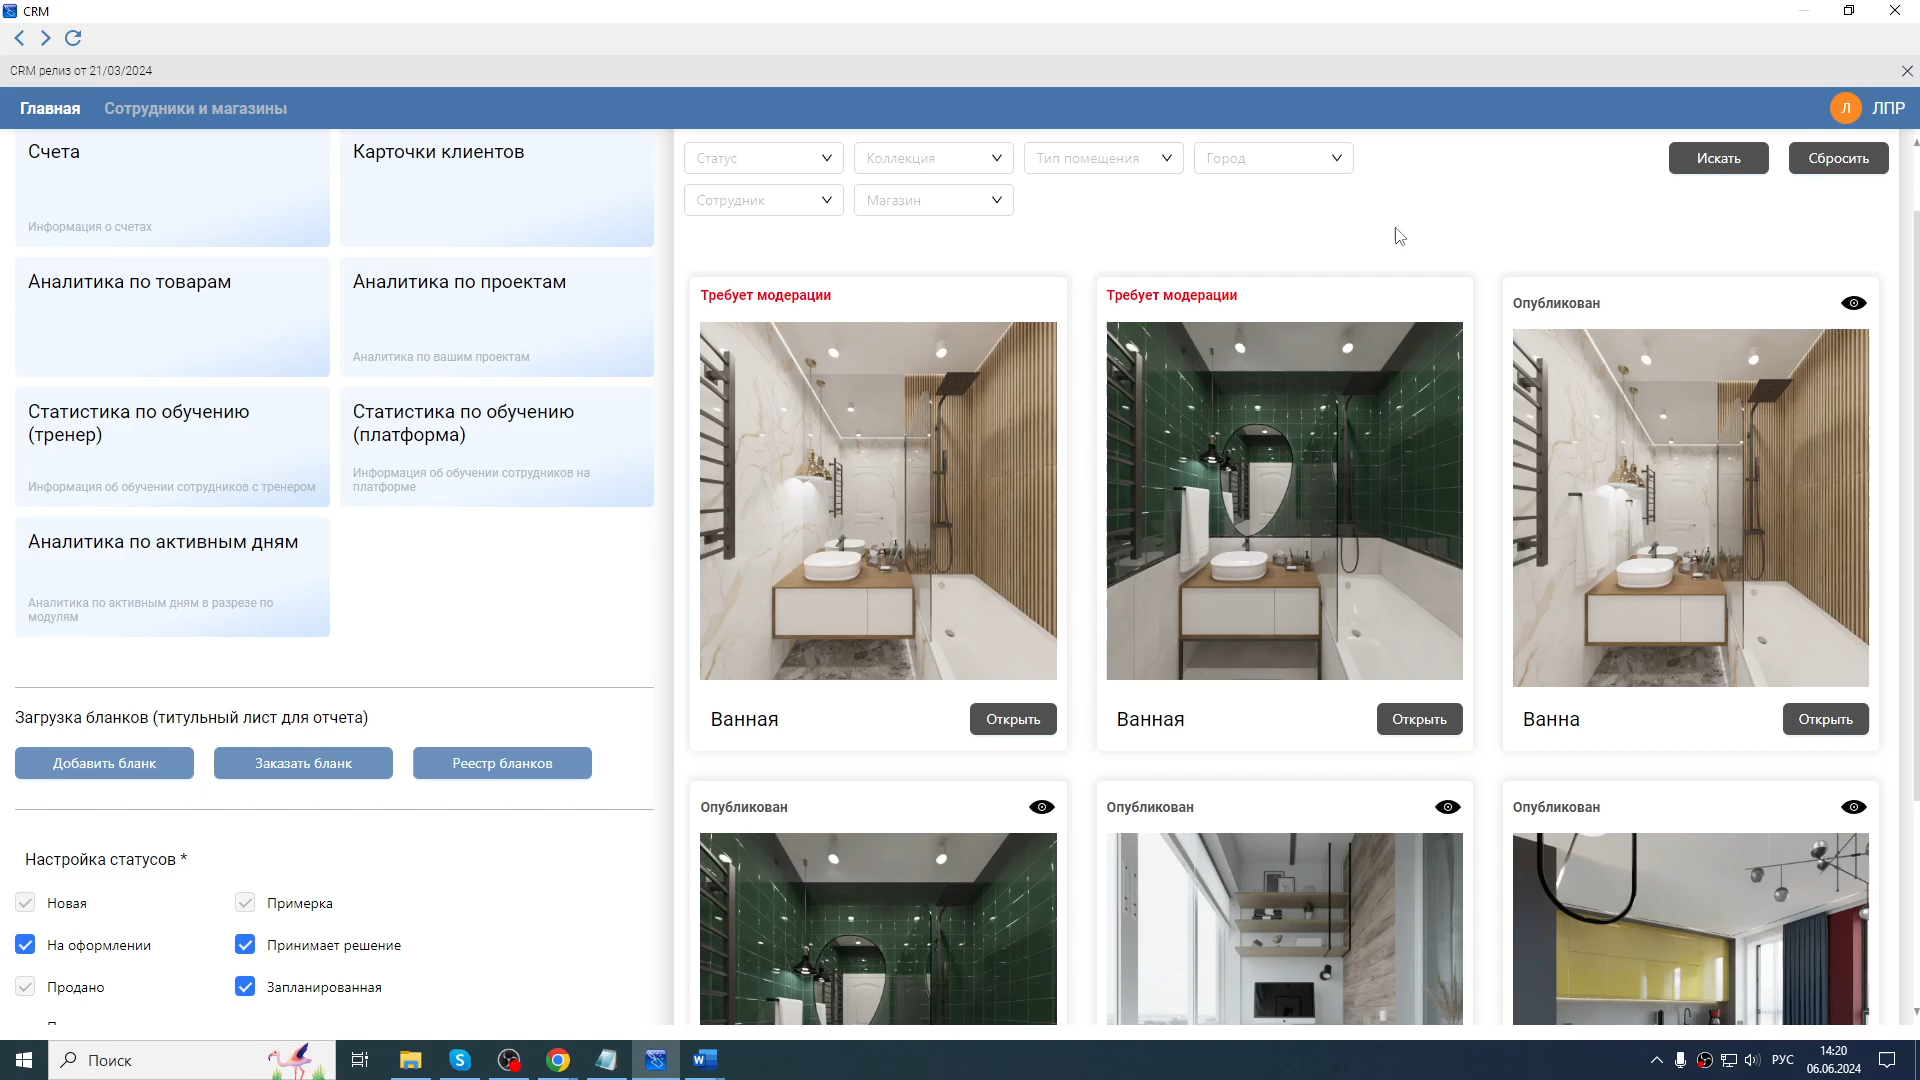 CRM
CRM релиз от 21/03/2024
Главная
Сотрудники и магазины
Л
ЛПР
Счета
Информация о счетах
Карточки клиентов
Аналитика по товарам
Аналитика по проектам
Аналитика по вашим проектам
Статистика по обучению
(тренер)
Информация об обучении сотрудников с тренером
Статистика по обучению
(платформа)
Информация об обучении сотрудников на
платформе
Аналитика по активным дням
Аналитика по активным дням в разрезе по
модулям
Загрузка бланков (титульный лист для отчета)
Добавить бланк
Заказать бланк
Реестр бланков
Настройка статусов *
Новая
Примерка
На оформлении
Принимает решение
Продано
Запланированная
Статус
Коллекция
Тип помещения
Город
Искать
Сбросить
Сотрудник
Магазин
Требует модерации
Ванная
Открыть
Требует модерации
Ванная
Открыть
Опубликован
Ванна
Открыть
Опубликован
Опубликован
Опубликован
Поиск
РУС
14:20
06.06.2024